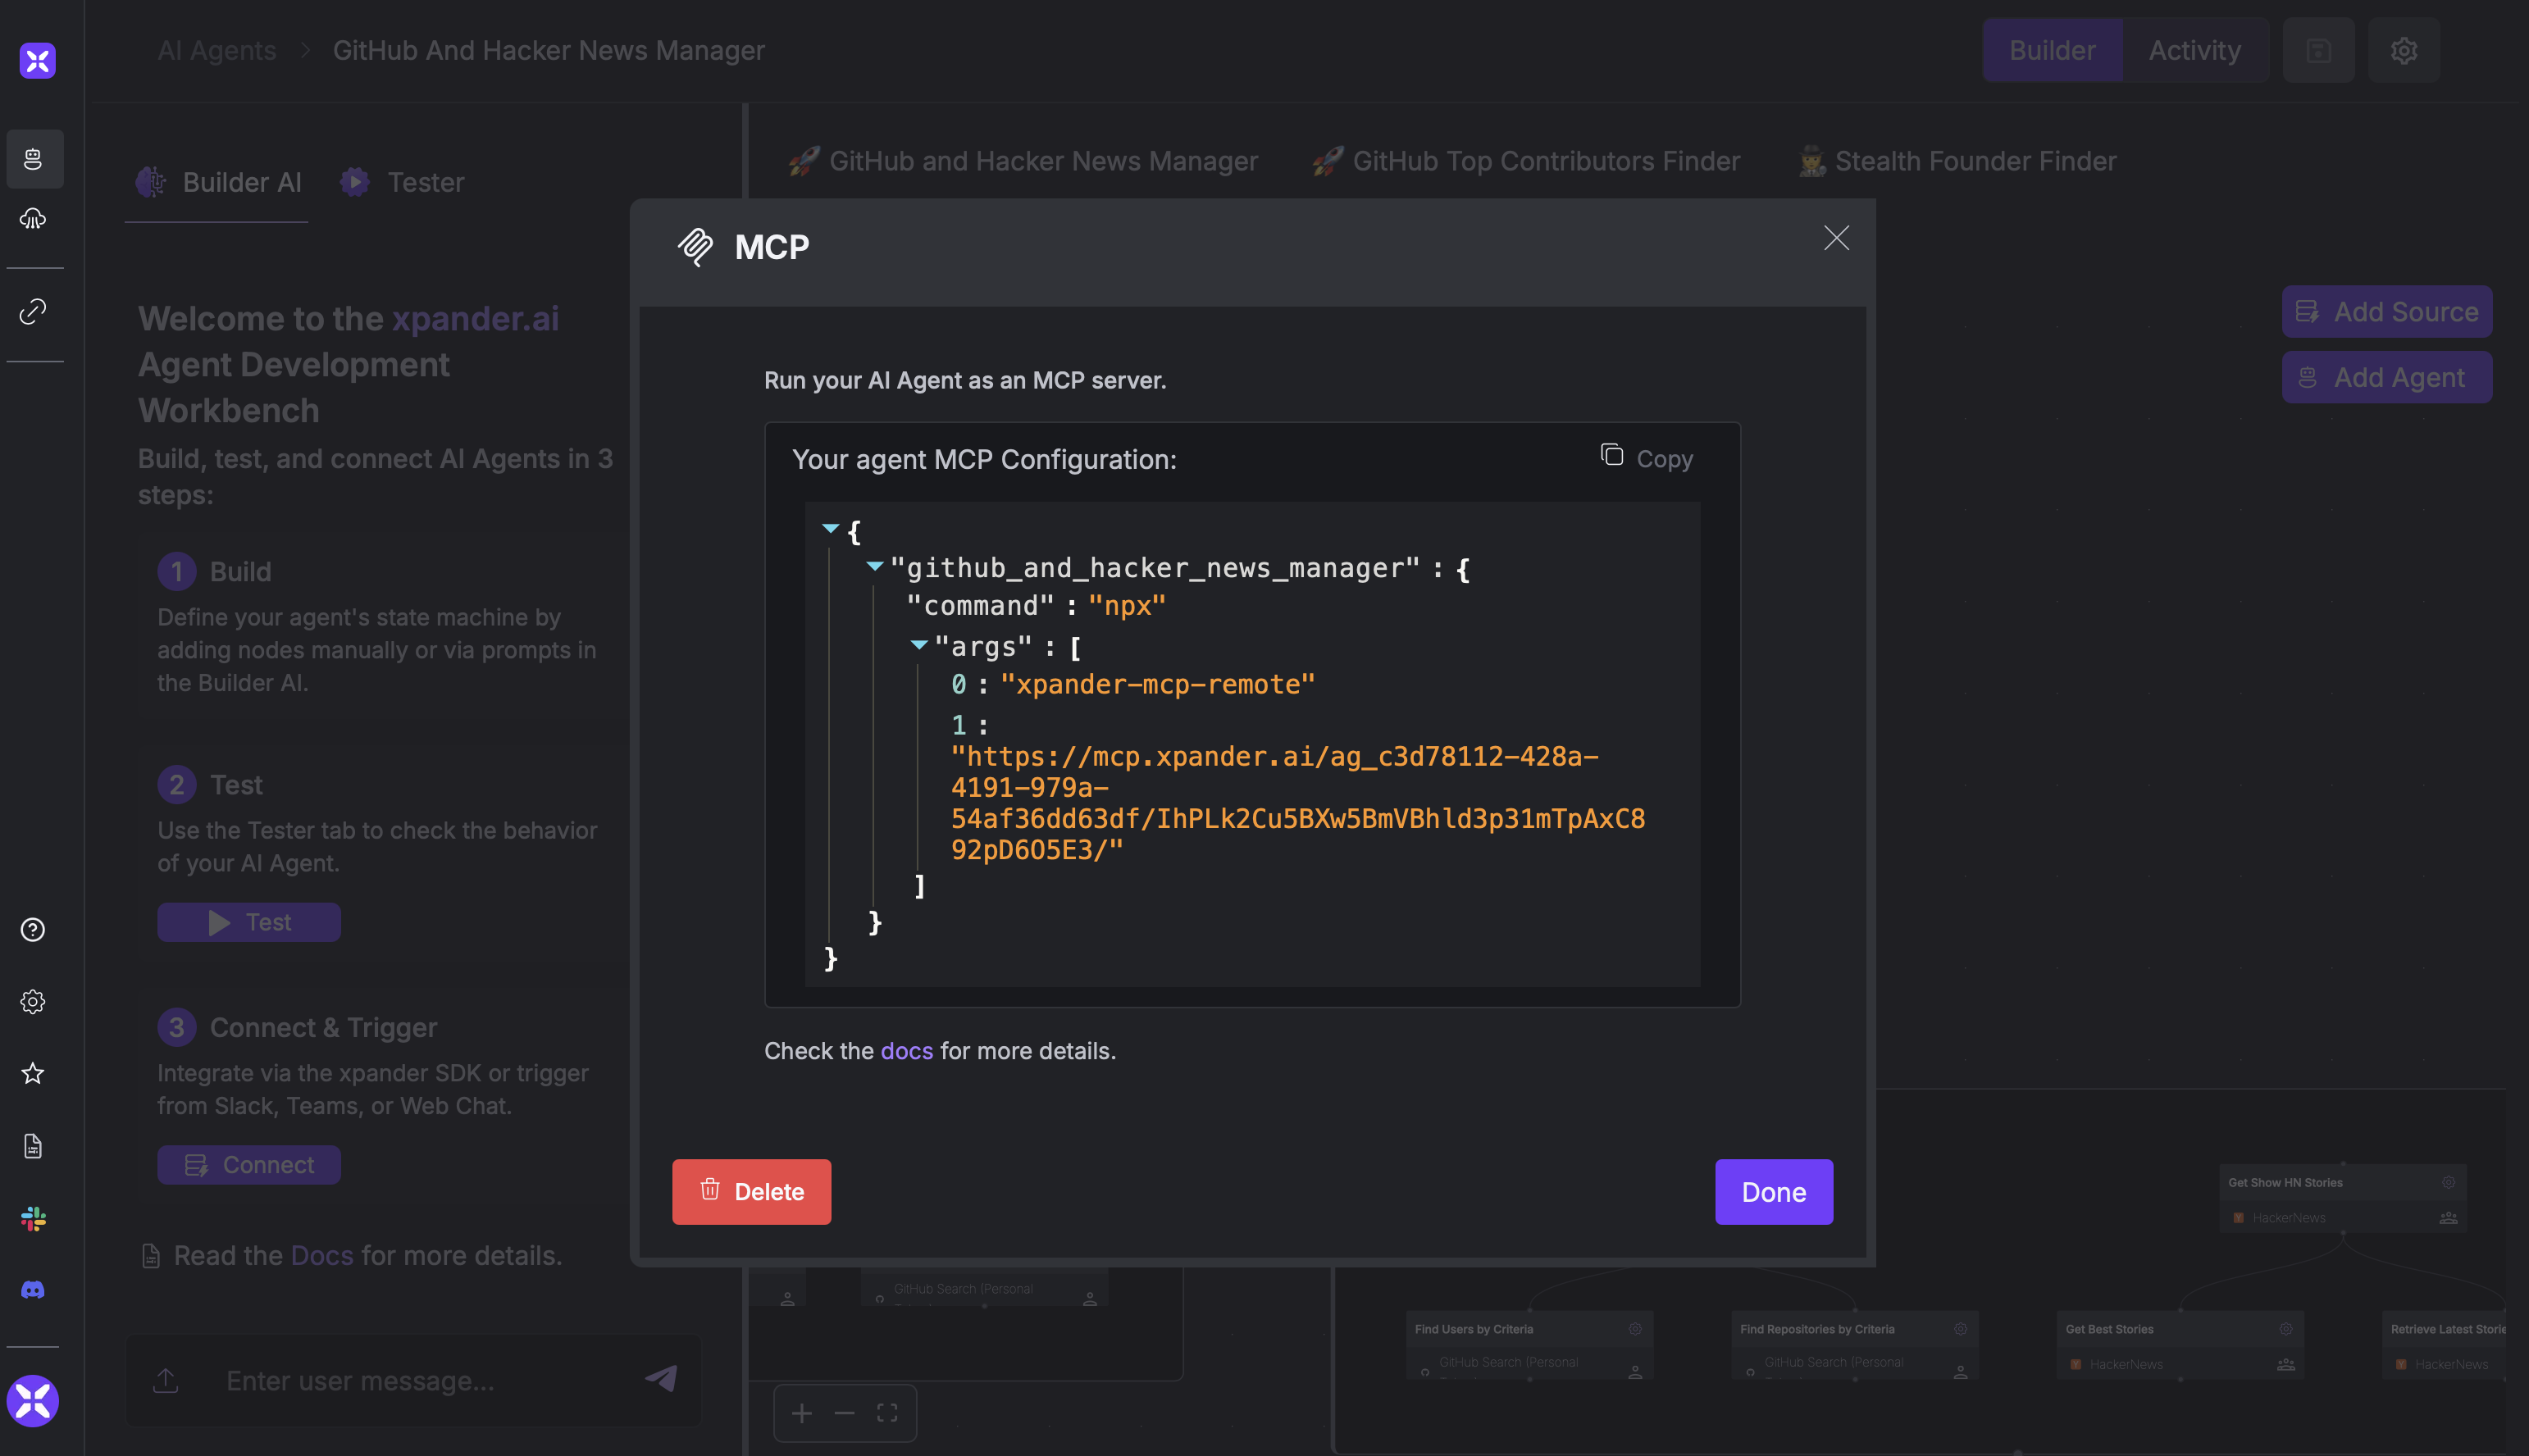 AI Agents > GitHub And Hacker News Manager
Builder
Activity
Builder AI
Tester
🚀 GitHub and Hacker News Manager
🚀 GitHub Top Contributors Finder
🕵 Stealth Founder Finder
Add Source
Add Agent
Welcome to the xpander.ai
Agent Development
Workbench
Build, test, and connect AI Agents in 3
steps:
1 Build
Define your agent's state machine by
adding nodes manually or via prompts in
the Builder AI.
2 Test
Use the Tester tab to check the behavior
of your AI Agent.
Test
3 Connect & Trigger
Integrate via the xpander SDK or trigger
from Slack, Teams, or Web Chat.
Connect
Read the Docs for more details.
Enter user message...
MCP
Run your AI Agent as an MCP server.
Your agent MCP Configuration:
Copy
{
"github_and_hacker_news_manager" : {
"command" : "npx"
"args" : [
0 : "xpander-mcp-remote"
1 :
"https://mcp.xpander.ai/ag_c3d78112-428a-
4191-979a-
54af36dd63df/IhPLk2Cu5BXw5BmVBhld3p31mTpAxC8
92pD6O5E3/"
]
}
}
Check the docs for more details.
Delete
Done
GitHub Search (Personal
Get Show HN Stories
HackerNews
Find Users by Criteria
GitHub Search (Personal
Find Repositories by Criteria
GitHub Search (Personal
Get Best Stories
HackerNews
Retrieve Latest Storie
HackerNews